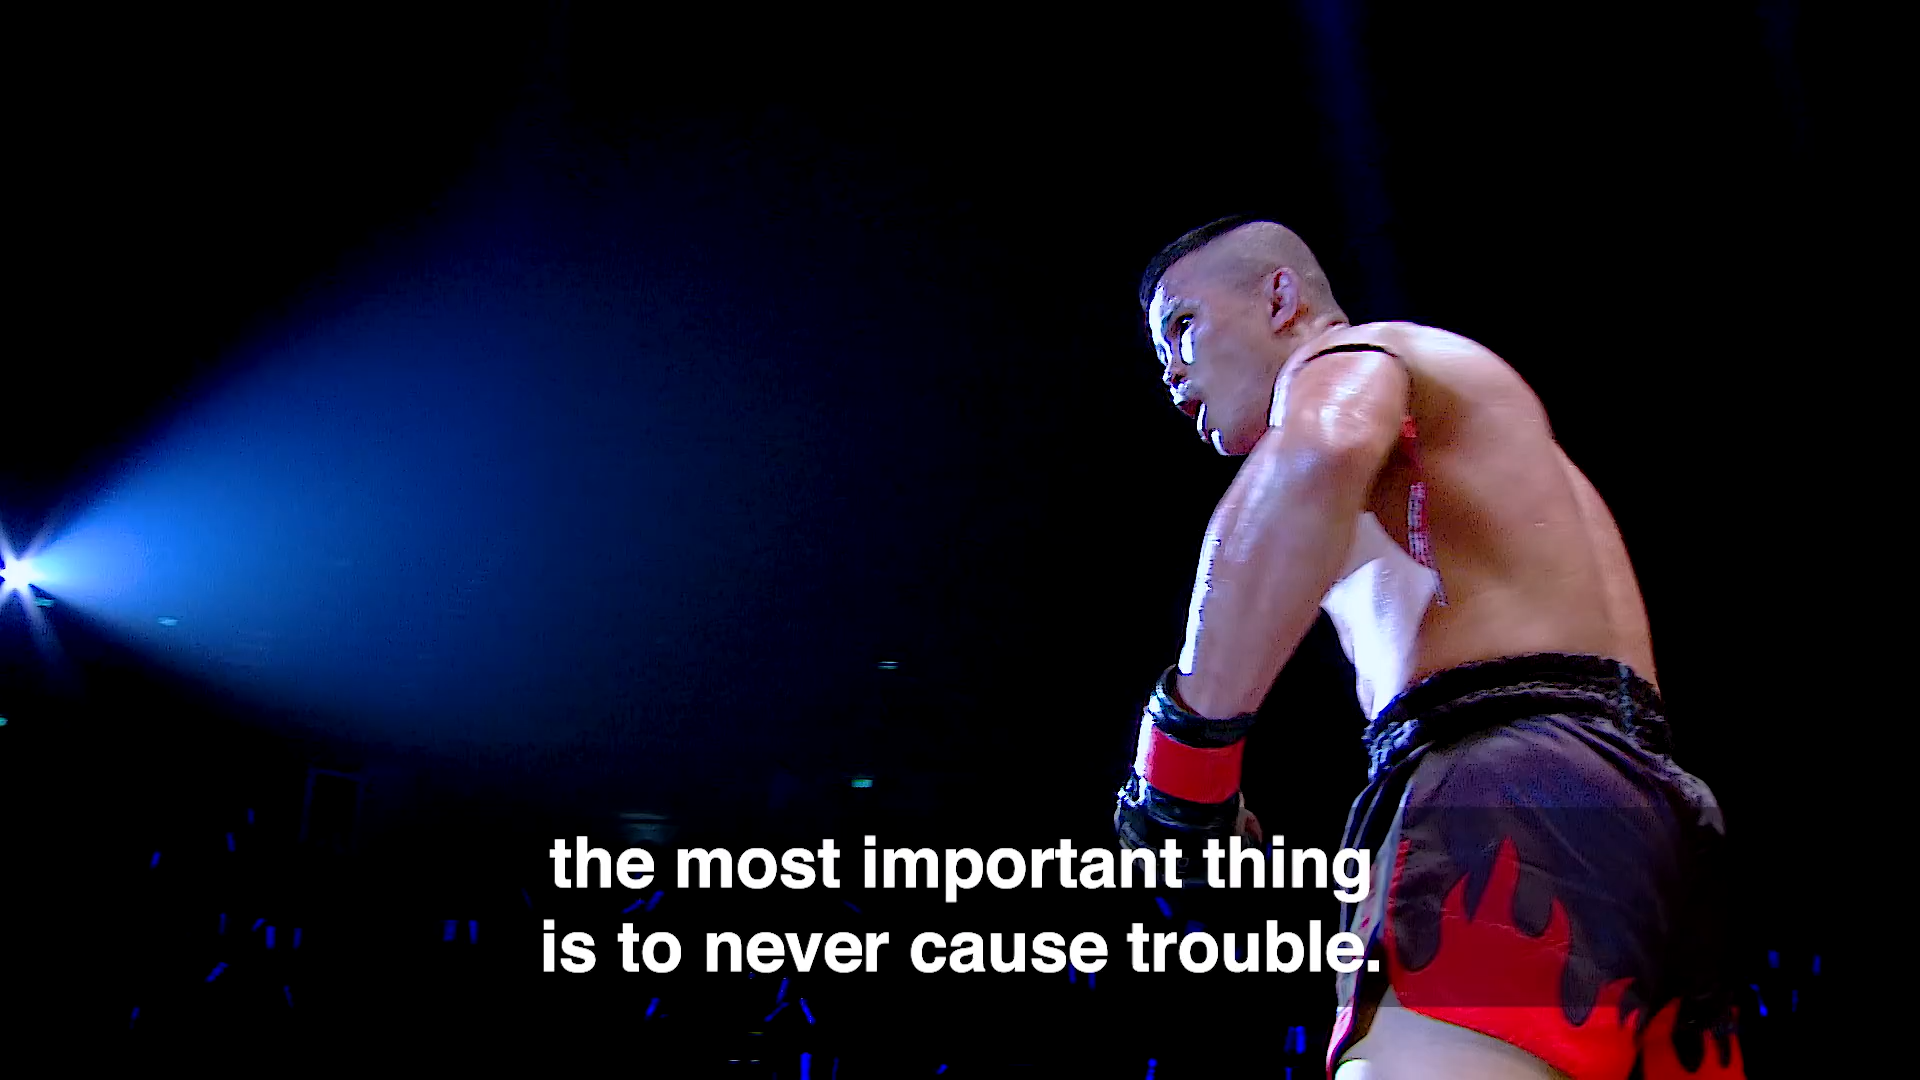 the most important thing
is to never cause trouble.